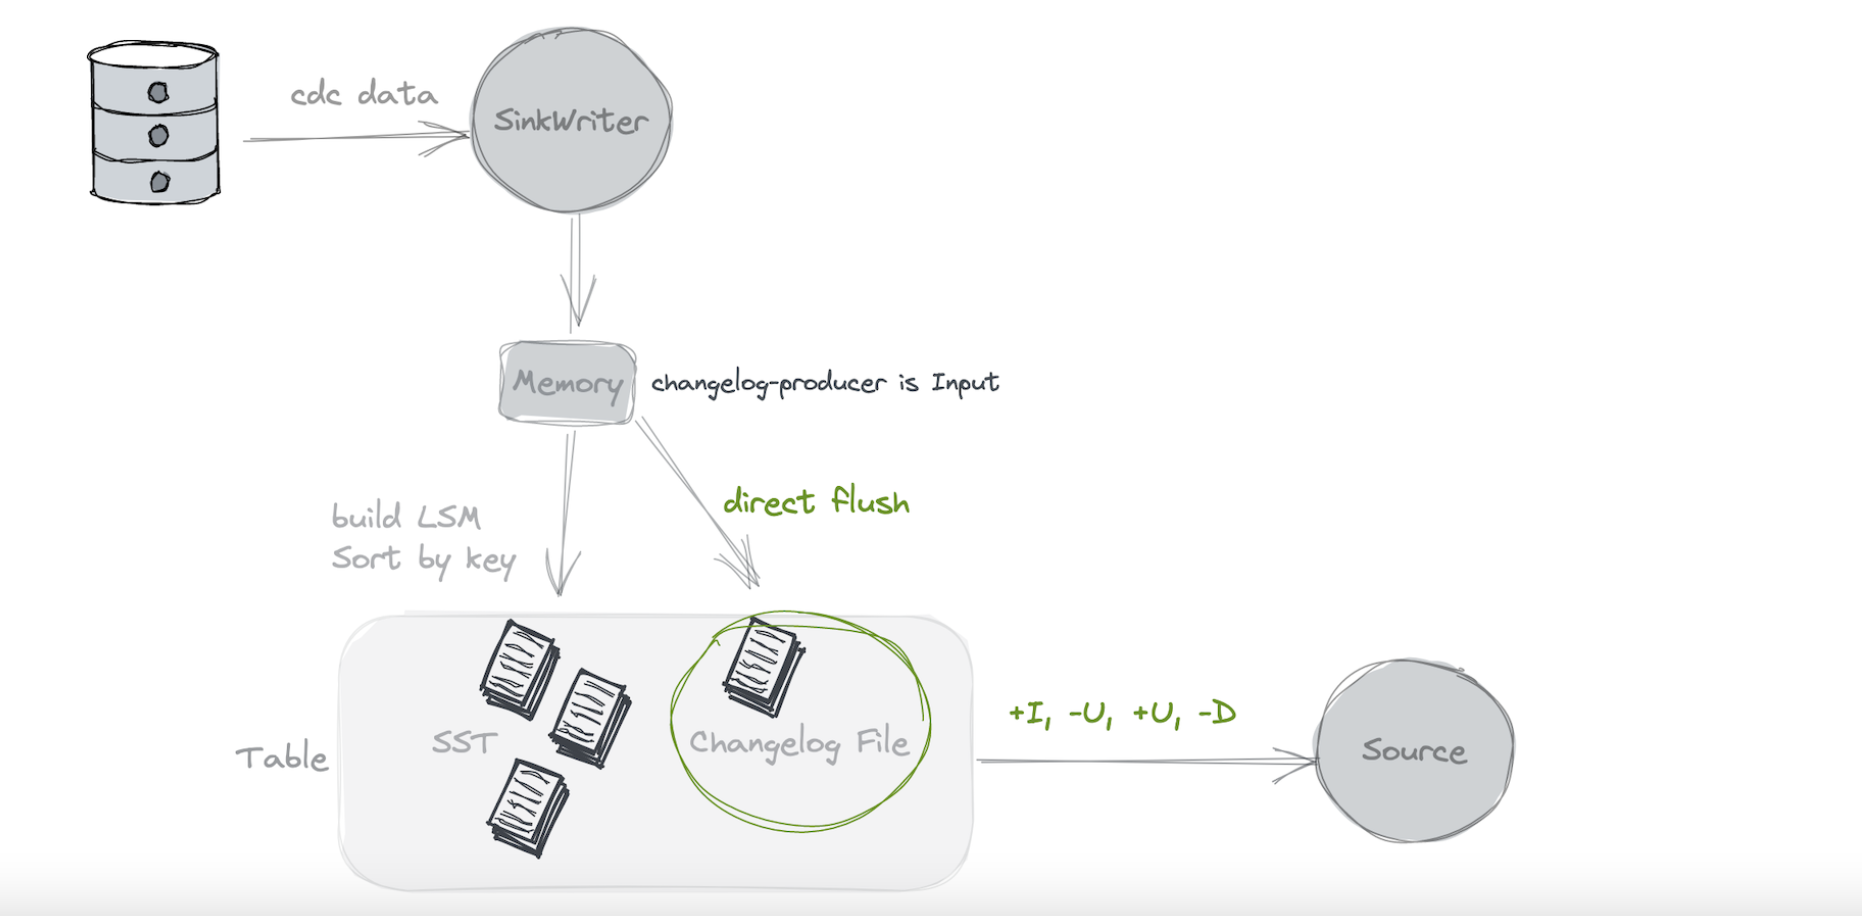 cdc data
SinkWriter
Memory
changelog-producer is Input
direct flush
build LSM
Sort by key
SST
Changelog File
Table
+I, -U, +U, -D
Source